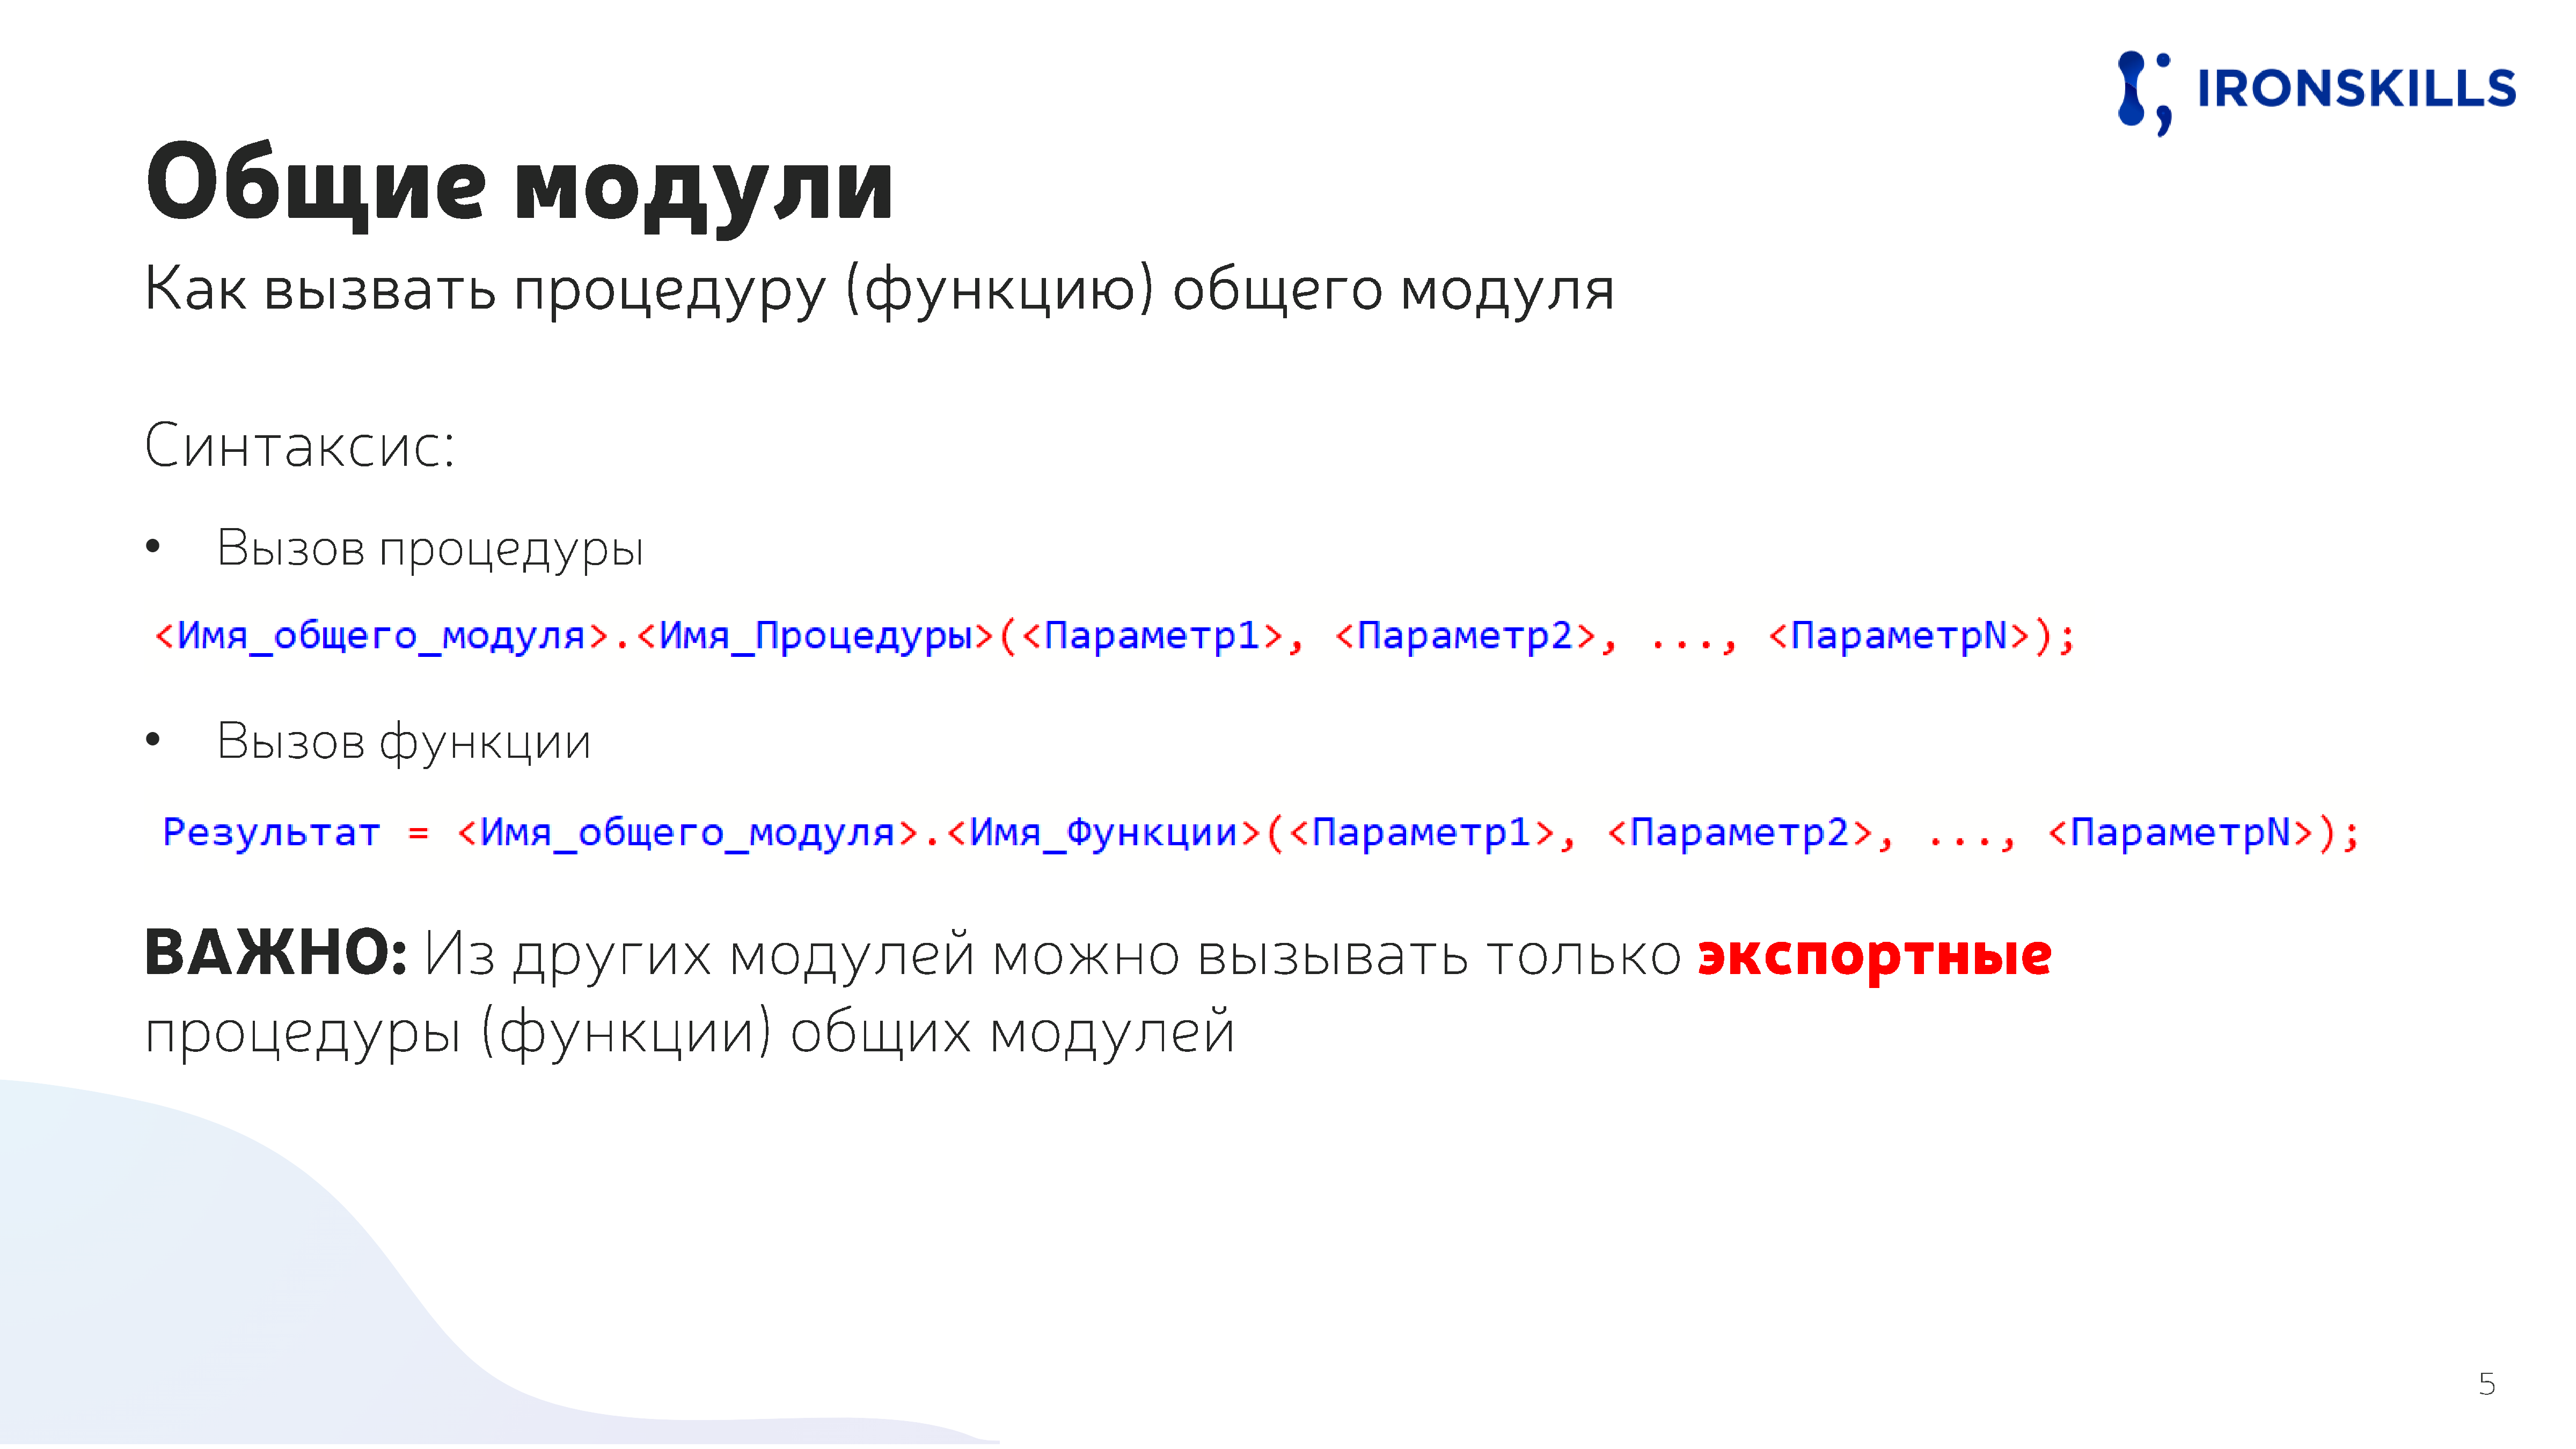 IRONSKILLS
Общие модули
Как вызвать процедуру (функцию) общего модуля
Синтаксис:
• Вызов процедуры
<Имя_общего_модуля>.<Имя_Процедуры>(<Параметр1>, <Параметр2>, ..., <ПараметрN>);
• Вызов функции
Результат = <Имя_общего_модуля>.<Имя_Функции>(<Параметр1>, <Параметр2>, ..., <ПараметрN>);
ВАЖНО: Из других модулей можно вызывать только экспортные
процедуры (функции) общих модулей
5